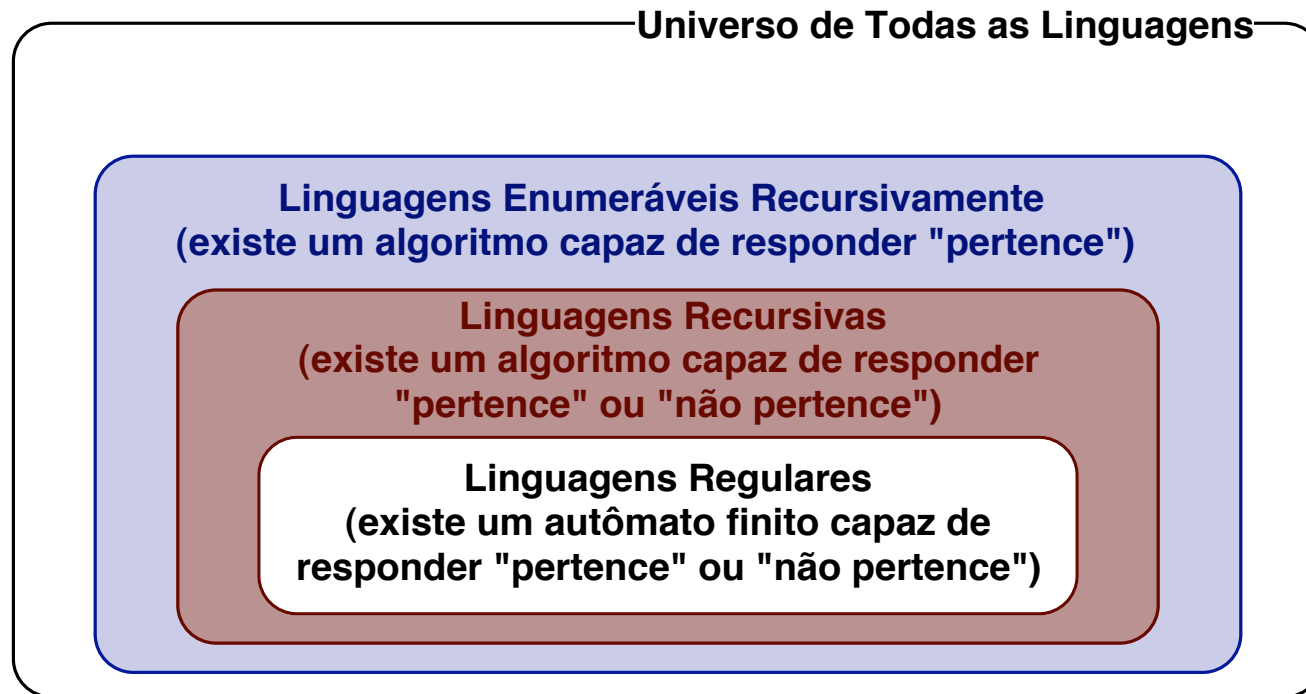 Universo de Todas as Linguagens
Linguagens Enumeráveis Recursivamente
(existe um algoritmo capaz de responder "pertence")
Linguagens Recursivas
(existe um algoritmo capaz de responder
"pertence" ou "não pertence")
Linguagens Regulares
(existe um autômato finito capaz de
responder "pertence" ou "não pertence")